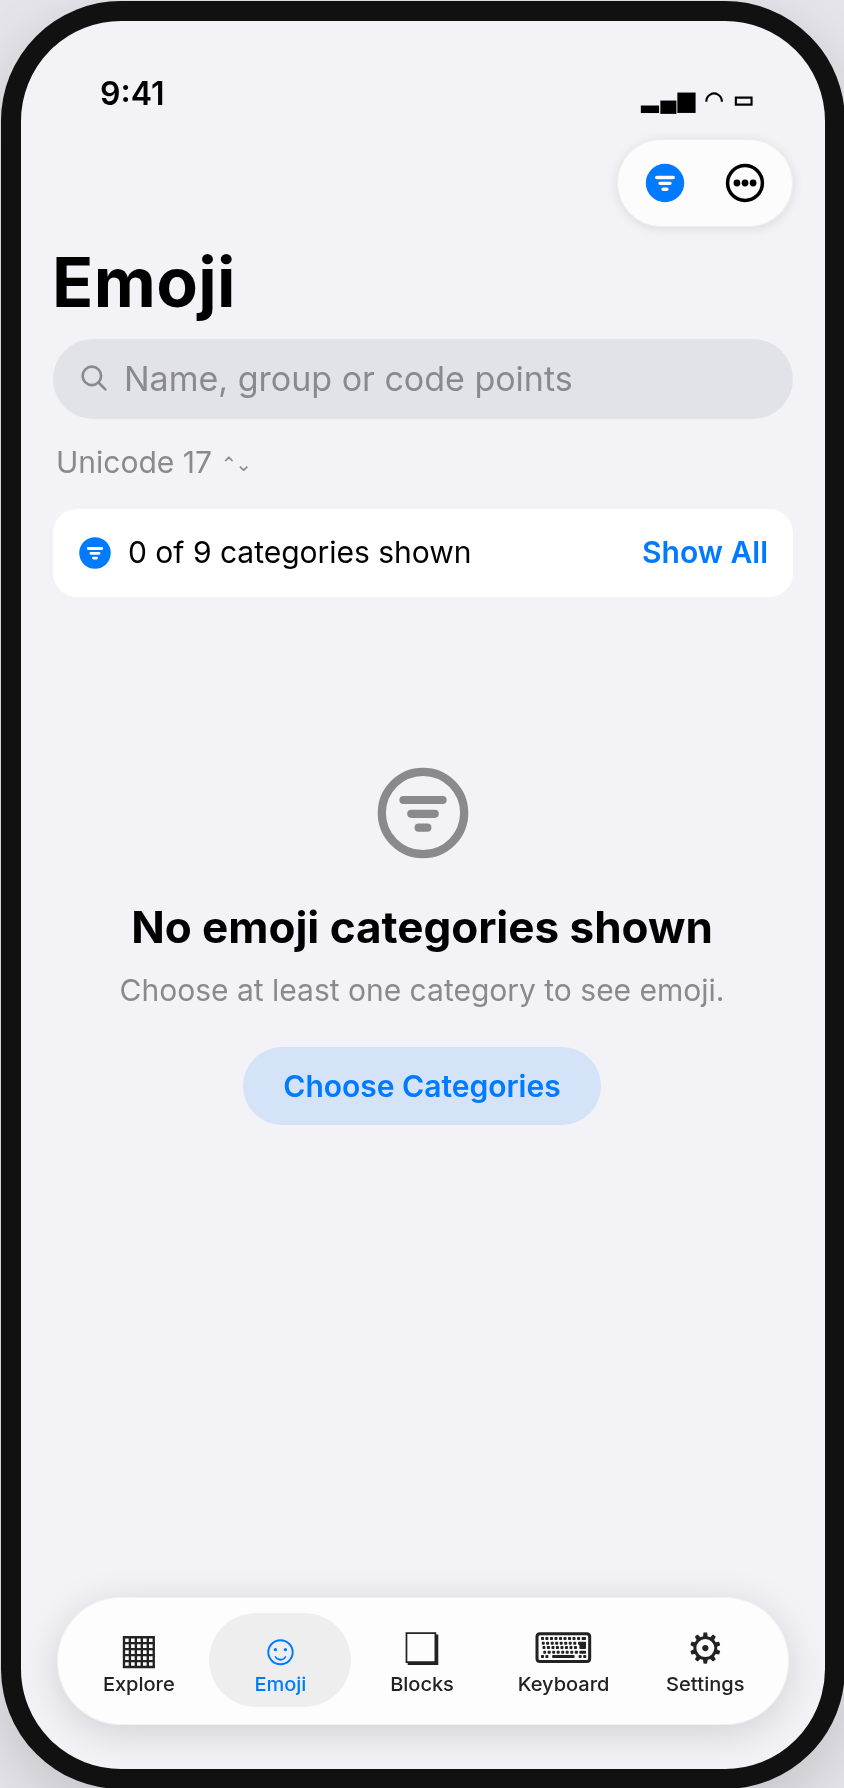 9:41
Emoji
Name, group or code points
Unicode 17
0 of 9 categories shown
Show All
No emoji categories shown
Choose at least one category to see emoji.
Choose Categories
Explore
Emoji
Blocks
Keyboard
Settings